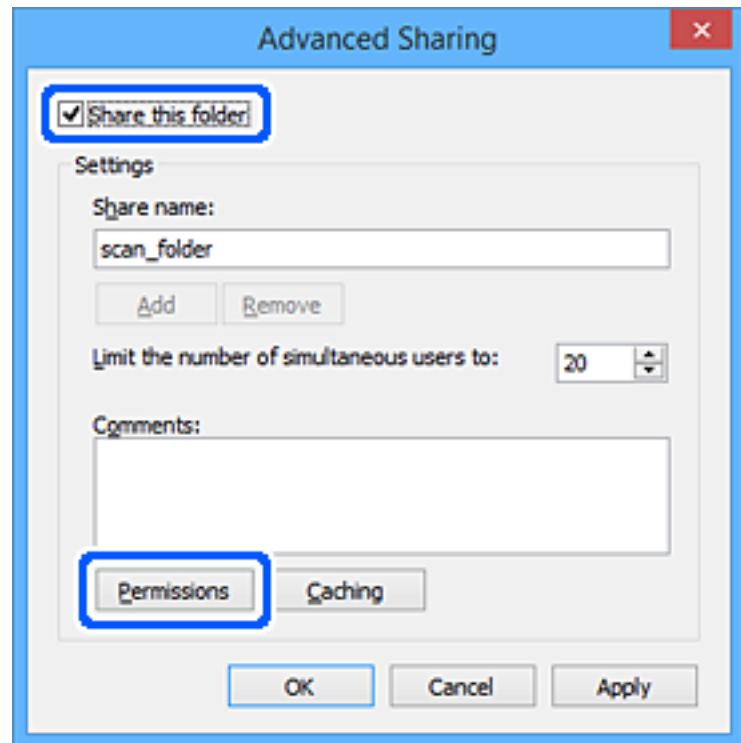 Advanced Sharing
Share this folder
Settings
Share name:
scan_folder
Add Remove
Limit the number of simultaneous users to: 20
Comments:
Permissions Caching
OK Cancel Apply